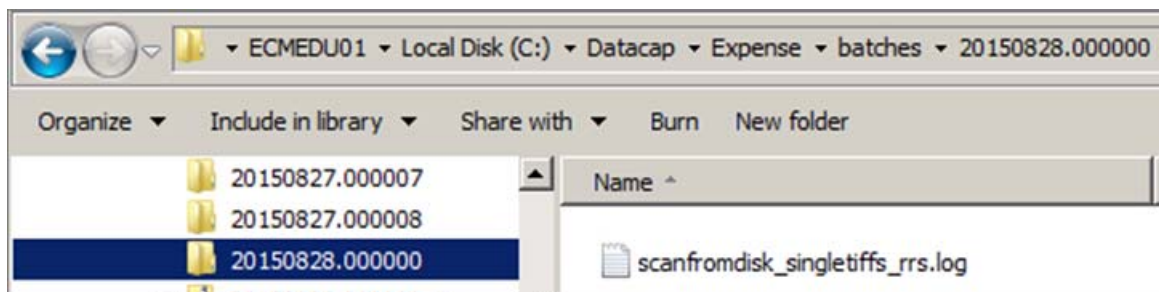 ECMEDU01 Local Disk (C:) Datacap Expense batches 20150828.000000
Organize Include in library Share with Burn New folder
20150827.000007
20150827.000008
20150828.000000
Name
scanfromdisk_singletiffs_rrs.log